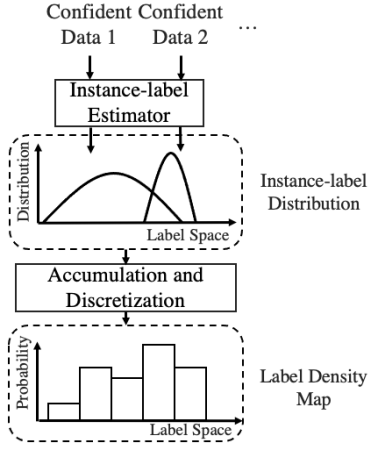 Confident Confident
Data 1 Data 2 ...
Instance-label
Estimator
Distribution
Label Space
Instance-label
Distribution
Accumulation and
Discretization
Probability
Label Space
Label Density
Map